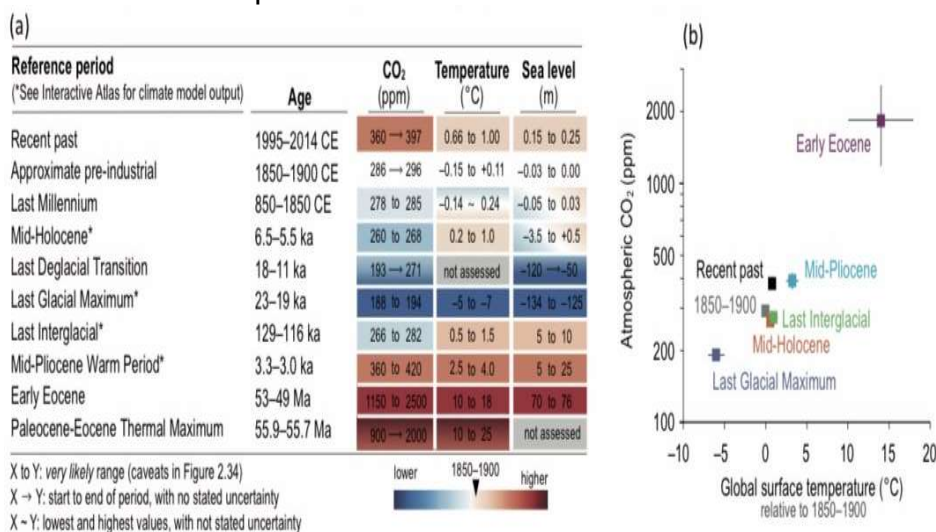 (a)
Reference period CO₂ Temperature Sea level
(*See Interactive Atlas for climate model output) Age (ppm) (°C) (m)
Recent past 1995–2014 CE 360 → 397 0.66 to 1.00 0.15 to 0.25
Approximate pre-industrial 1850–1900 CE 286 → 296 –0.15 to +0.11 –0.03 to 0.00
Last Millennium 850–1850 CE 278 to 285 –0.14 ~ 0.24 –0.05 to 0.03
Mid-Holocene* 6.5–5.5 ka 260 to 268 0.2 to 1.0 –3.5 to +0.5
Last Deglacial Transition 18–11 ka 193 → 271 not assessed –120 → –50
Last Glacial Maximum* 23–19 ka 188 to 194 –5 to –7 –134 to –125
Last Interglacial* 129–116 ka 266 to 282 0.5 to 1.5 5 to 10
Mid-Pliocene Warm Period* 3.3–3.0 ka 360 to 420 2.5 to 4.0 5 to 25
Early Eocene 53–49 Ma 1150 to 2500 10 to 18 70 to 76
Paleocene-Eocene Thermal Maximum 55.9–55.7 Ma 900 → 2000 10 to 25 not assessed
X to Y: very likely range (caveats in Figure 2.34)
X → Y: start to end of period, with no stated uncertainty
X ~ Y: lowest and highest values, with not stated uncertainty
lower 1850–1900 higher
(b)
Atmospheric CO₂ (ppm)
2000
1000
500
200
100
Early Eocene
Recent past
Mid-Pliocene
1850–1900
Last Interglacial
Mid-Holocene
Last Glacial Maximum
–10 –5 0 5 10 15 20
Global surface temperature (°C)
relative to 1850–1900